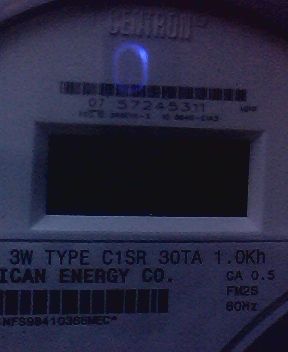 CENTRON
07 57245311
3W TYPE C1SR 30TA 1.0Kh
ICAN ENERGY CO.
CA 0.5
FM2S
60Hz